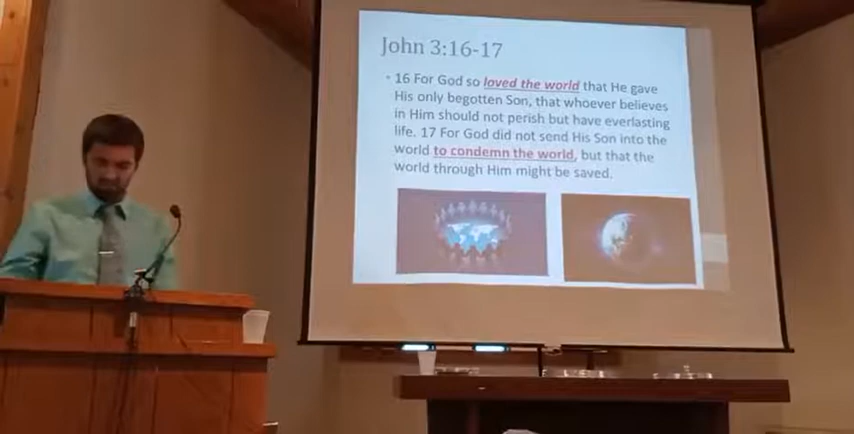 John 3:16-17
• 16 For God so loved the world that He gave
His only begotten Son, that whoever believes
in Him should not perish but have everlasting
life. 17 For God did not send His Son into the
world to condemn the world, but that the
world through Him might be saved.